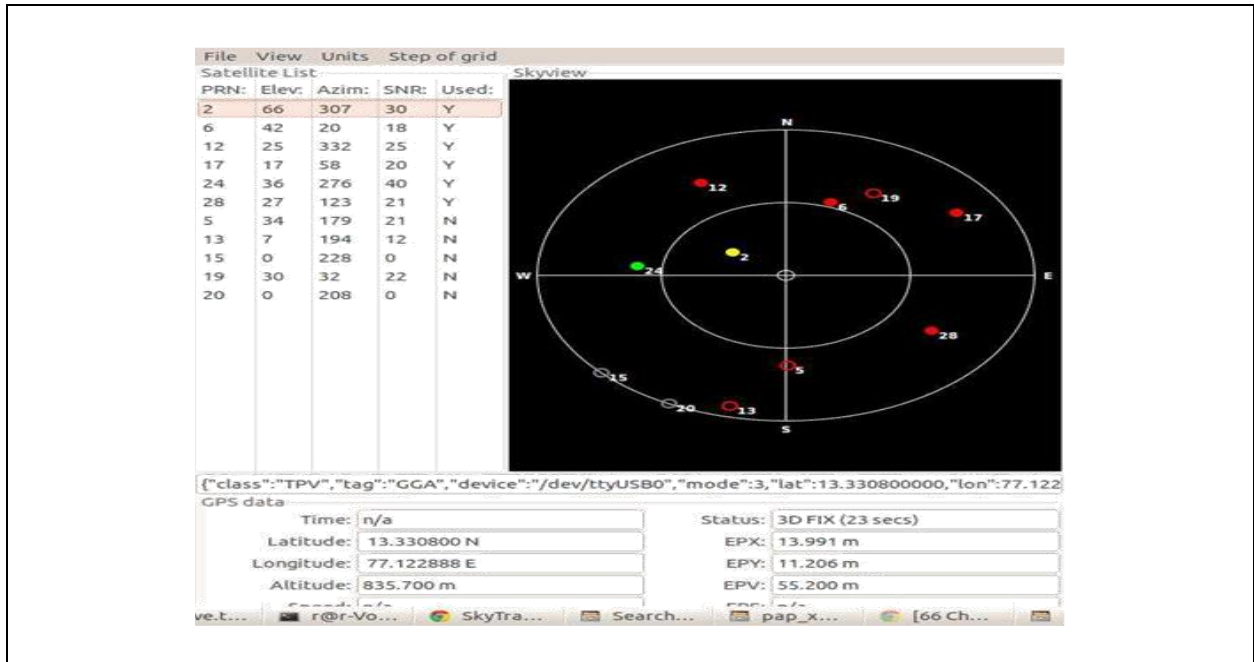 File View Units Step of grid
Satellite List
PRN: Elev: Azim: SNR: Used:
2 66 307 30 Y
6 42 20 18 Y
12 25 332 25 Y
17 17 58 20 Y
24 36 276 40 Y
28 27 123 21 Y
5 34 179 21 N
13 7 194 12 N
15 0 228 0 N
19 30 32 22 N
20 0 208 0 N
Skyview
N
12
19
6
17
2
24
W
E
28
5
15
20
13
S
{"class":"TPV","tag":"GGA","device":"/dev/ttyUSB0","mode":3,"lat":13.330800000,"lon":77.122
GPS data
Time: n/a
Latitude: 13.330800 N
Longitude: 77.122888 E
Altitude: 835.700 m
Status: 3D FIX (23 secs)
EPX: 13.991 m
EPY: 11.206 m
EPV: 55.200 m
ve.t... r@r-Vo... SkyTra... Search... pap_x... [66 Ch...